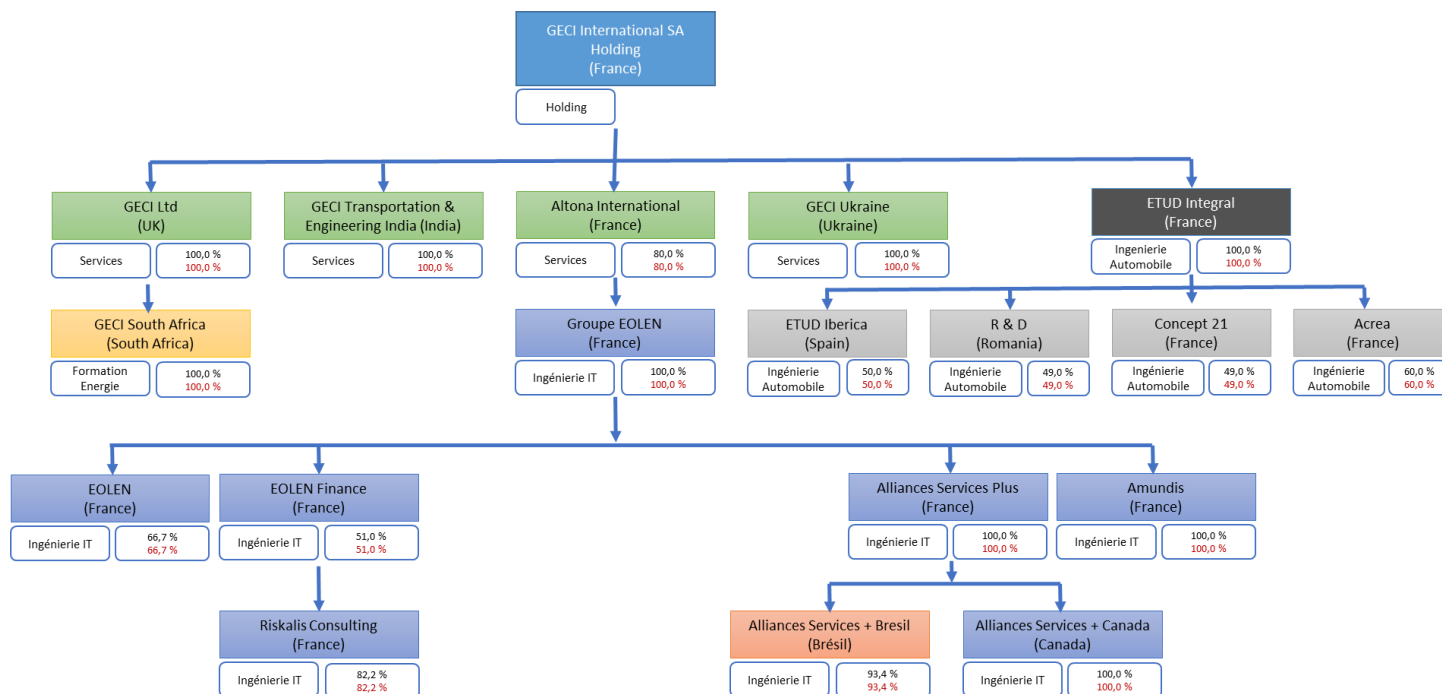 GECI International SA
Holding
(France)
Holding
GECI Ltd
(UK)
Services
100,0 %
100,0 %
GECI Transportation &
Engineering India (India)
Services
100,0 %
100,0 %
Altona International
(France)
Services
80,0 %
80,0 %
GECI Ukraine
(Ukraine)
Services
100,0 %
100,0 %
ETUD Integral
(France)
Ingenierie
Automobile
100,0 %
100,0 %
GECI South Africa
(South Africa)
Formation
Energie
100,0 %
100,0 %
Groupe EOLEN
(France)
Ingénierie IT
100,0 %
100,0 %
ETUD Iberica
(Spain)
Ingénierie
Automobile
50,0 %
50,0 %
R & D
(Romania)
Ingénierie
Automobile
49,0 %
49,0 %
Concept 21
(France)
Ingénierie
Automobile
49,0 %
49,0 %
Acrea
(France)
Ingénierie
Automobile
60,0 %
60,0 %
EOLEN
(France)
Ingénierie IT
66,7 %
66,7 %
EOLEN Finance
(France)
Ingénierie IT
51,0 %
51,0 %
Alliances Services Plus
(France)
Ingénierie IT
100,0 %
100,0 %
Amundis
(France)
Ingénierie IT
100,0 %
100,0 %
Riskalis Consulting
(France)
Ingénierie IT
82,2 %
82,2 %
Alliances Services + Bresil
(Brésil)
Ingénierie IT
93,4 %
93,4 %
Alliances Services + Canada
(Canada)
Ingénierie IT
100,0 %
100,0 %